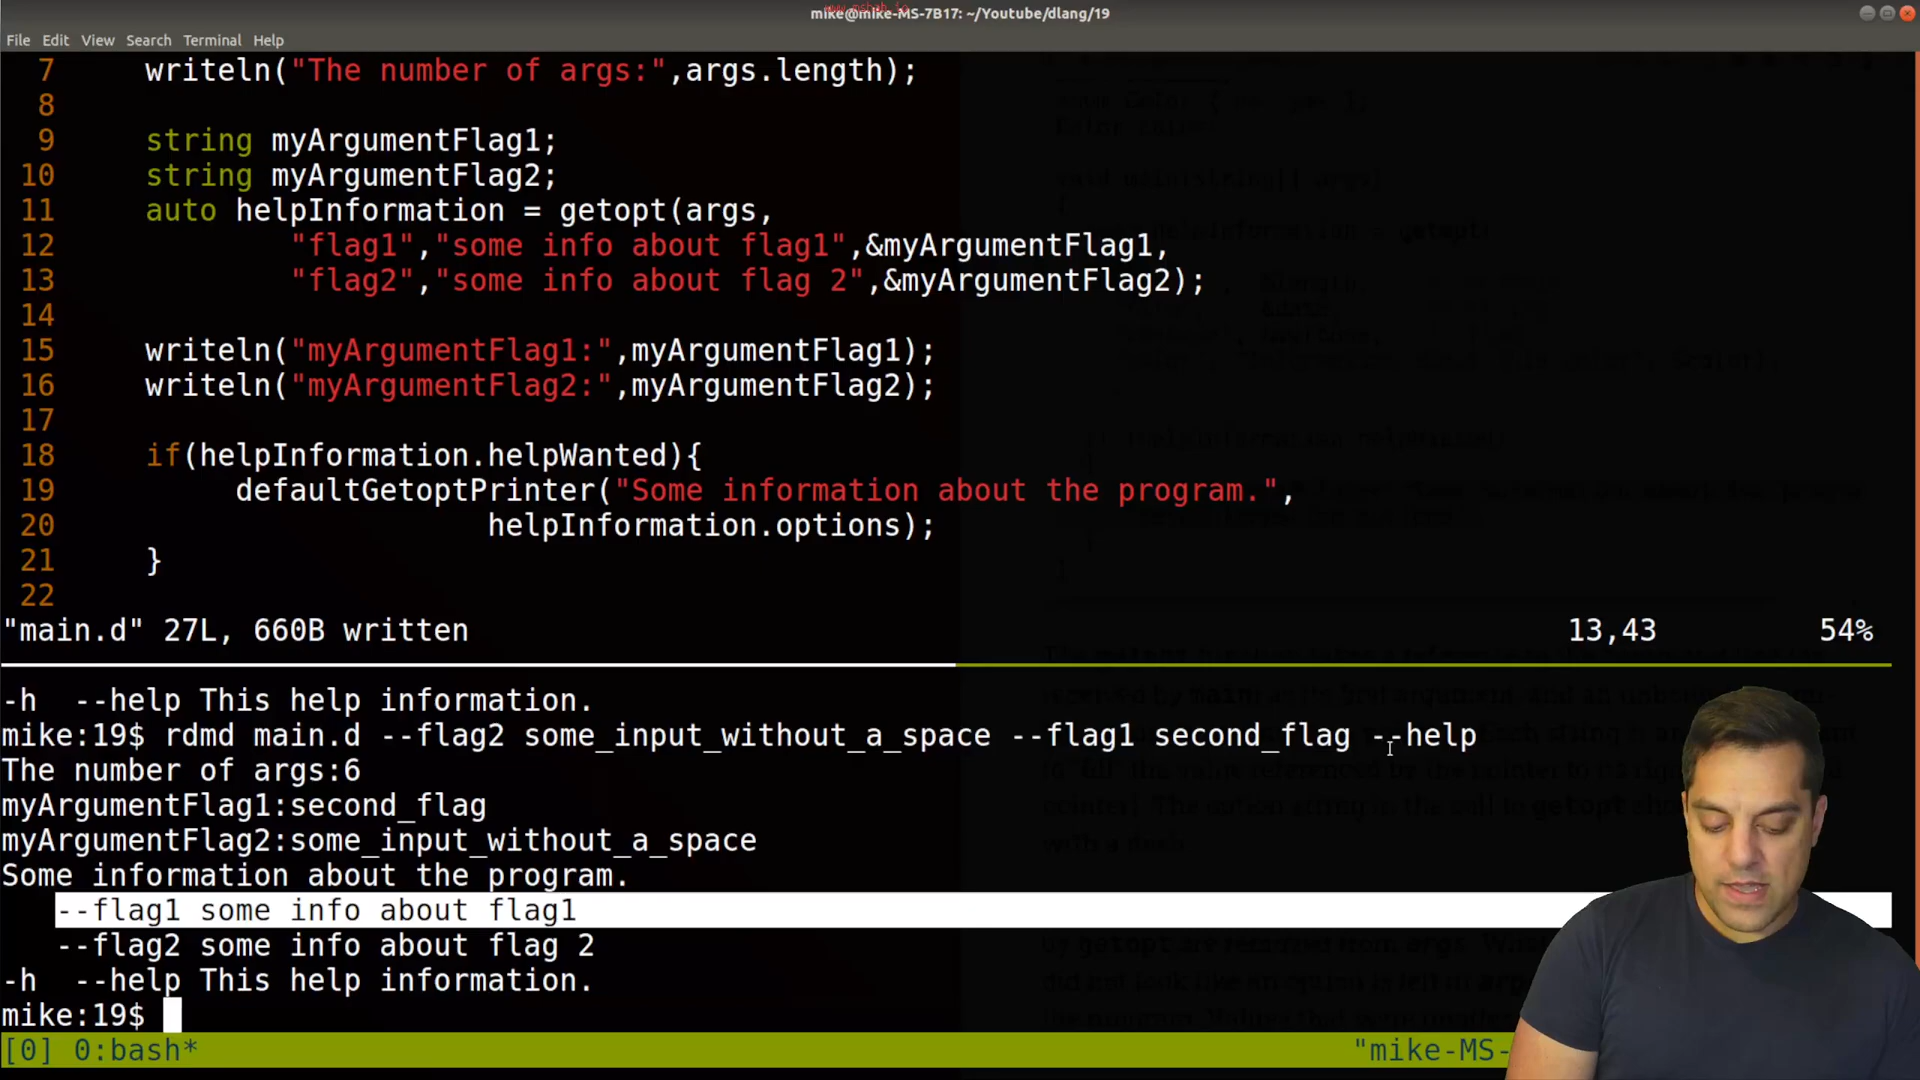 www.mshah.io
mike@mike-MS-7B17: ~/Youtube/dlang/19
File Edit View Search Terminal Help
7 writeln("The number of args:",args.length);
8
9 string myArgumentFlag1;
10 string myArgumentFlag2;
11 auto helpInformation = getopt(args,
12 "flag1","some info about flag1",&myArgumentFlag1,
13 "flag2","some info about flag 2",&myArgumentFlag2);
14
15 writeln("myArgumentFlag1:",myArgumentFlag1);
16 writeln("myArgumentFlag2:",myArgumentFlag2);
17
18 if(helpInformation.helpWanted){
19 defaultGetoptPrinter("Some information about the program.",
20 helpInformation.options);
21 }
22
"main.d" 27L, 660B written 13,43 54%
-h --help This help information.
mike:19$ rdmd main.d --flag2 some_input_without_a_space --flag1 second_flag --help
The number of args:6
myArgumentFlag1:second_flag
myArgumentFlag2:some_input_without_a_space
Some information about the program.
--flag1 some info about flag1
--flag2 some info about flag 2
-h --help This help information.
mike:19$
[0] 0:bash* "mike-MS-